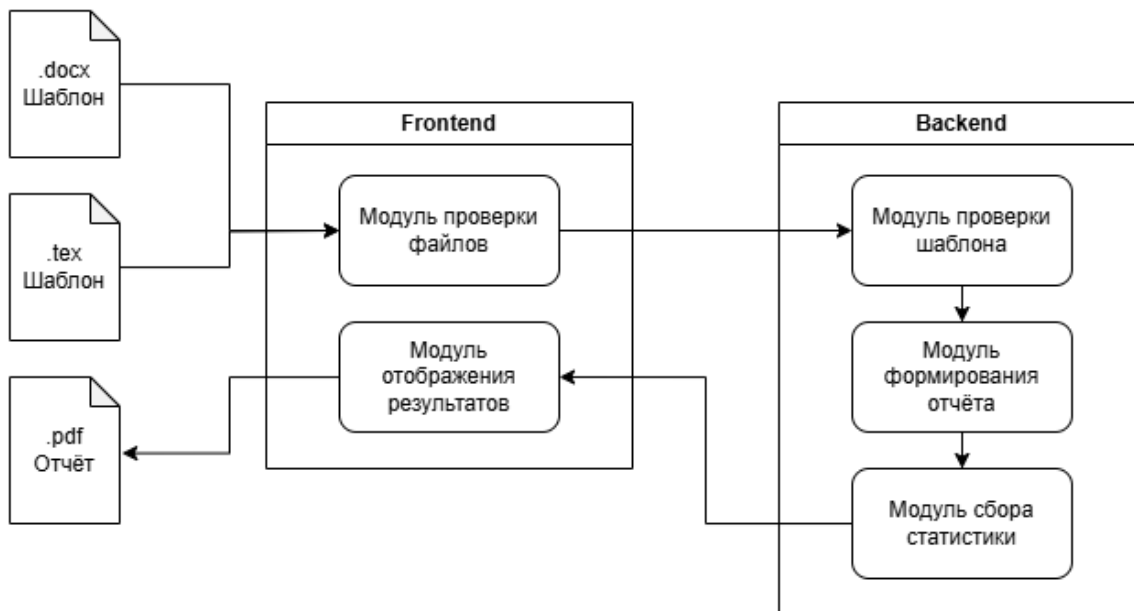 .docx
Шаблон
Frontend
Backend
Модуль проверки
файлов
Модуль проверки
шаблона
.tex
Шаблон
Модуль
отображения
результатов
Модуль
формирования
отчёта
.pdf
Отчёт
Модуль сбора
статистики